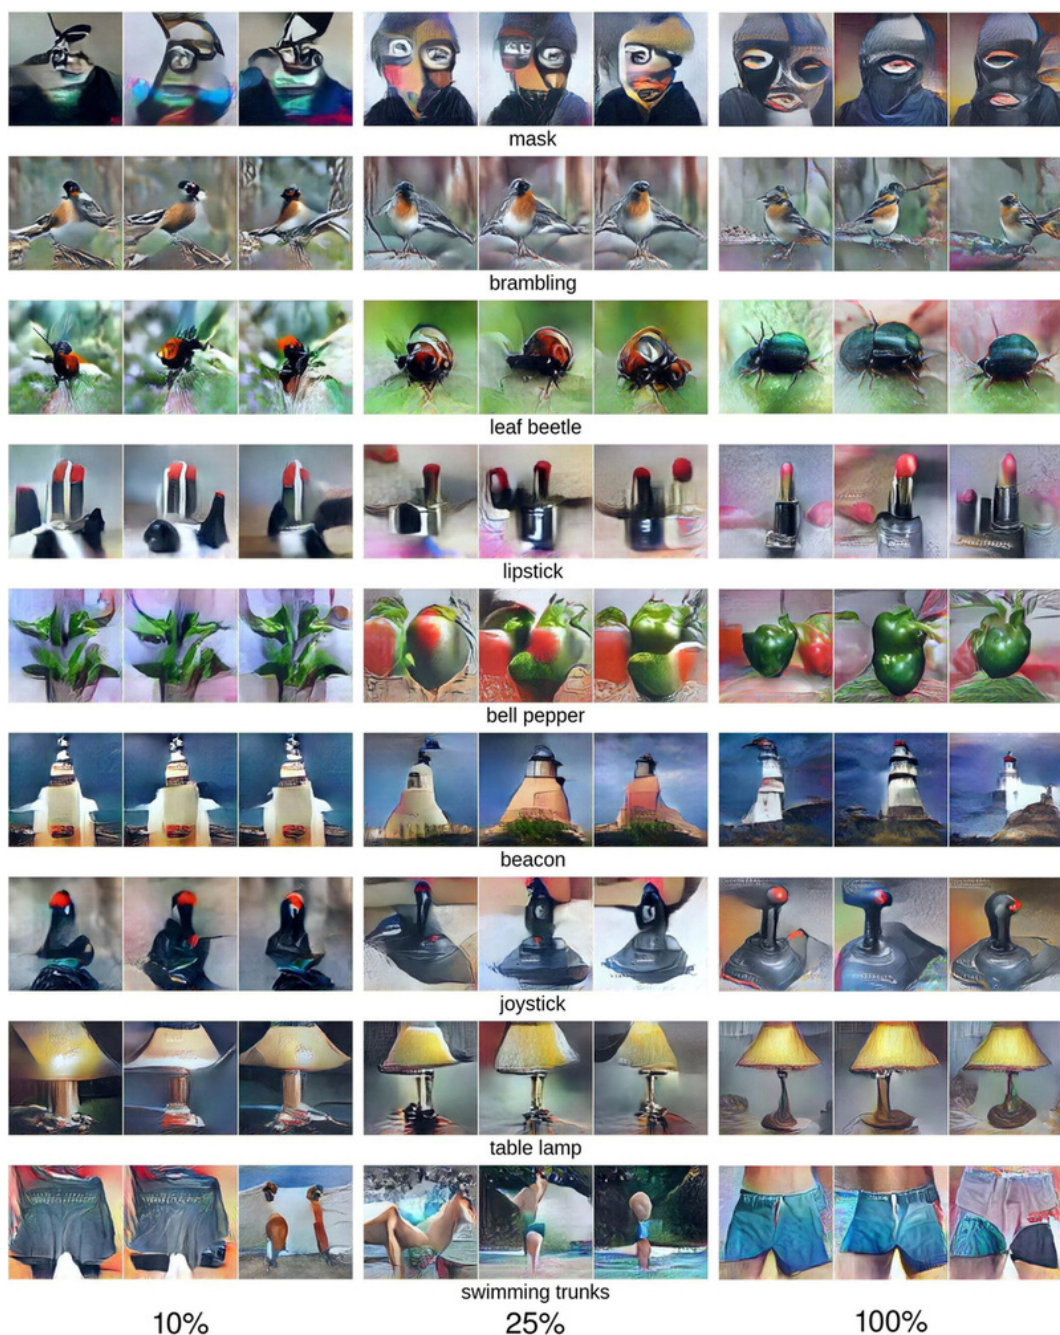 mask
brambling
leaf beetle
lipstick
bell pepper
beacon
joystick
table lamp
swimming trunks
10% 25% 100%